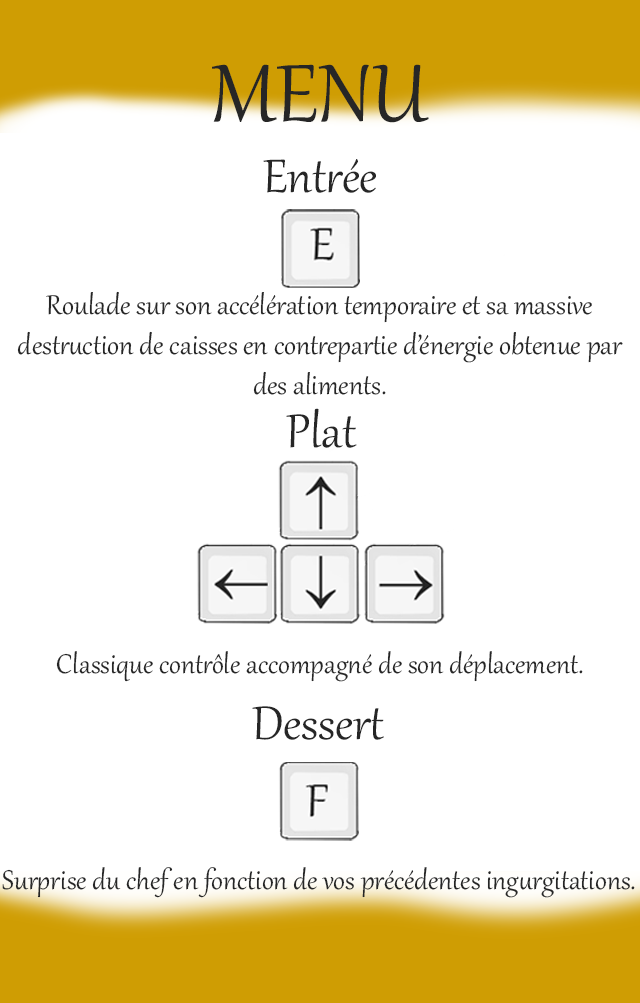 MENU
Entrée
E
Roulade sur son accélération temporaire et sa massive
destruction de caisses en contrepartie d'énergie obtenue par
des aliments.
Plat
↑
← ↓ →
Classique contrôle accompagné de son déplacement.
Dessert
F
Surprise du chef en fonction de vos précédentes ingurgitations.